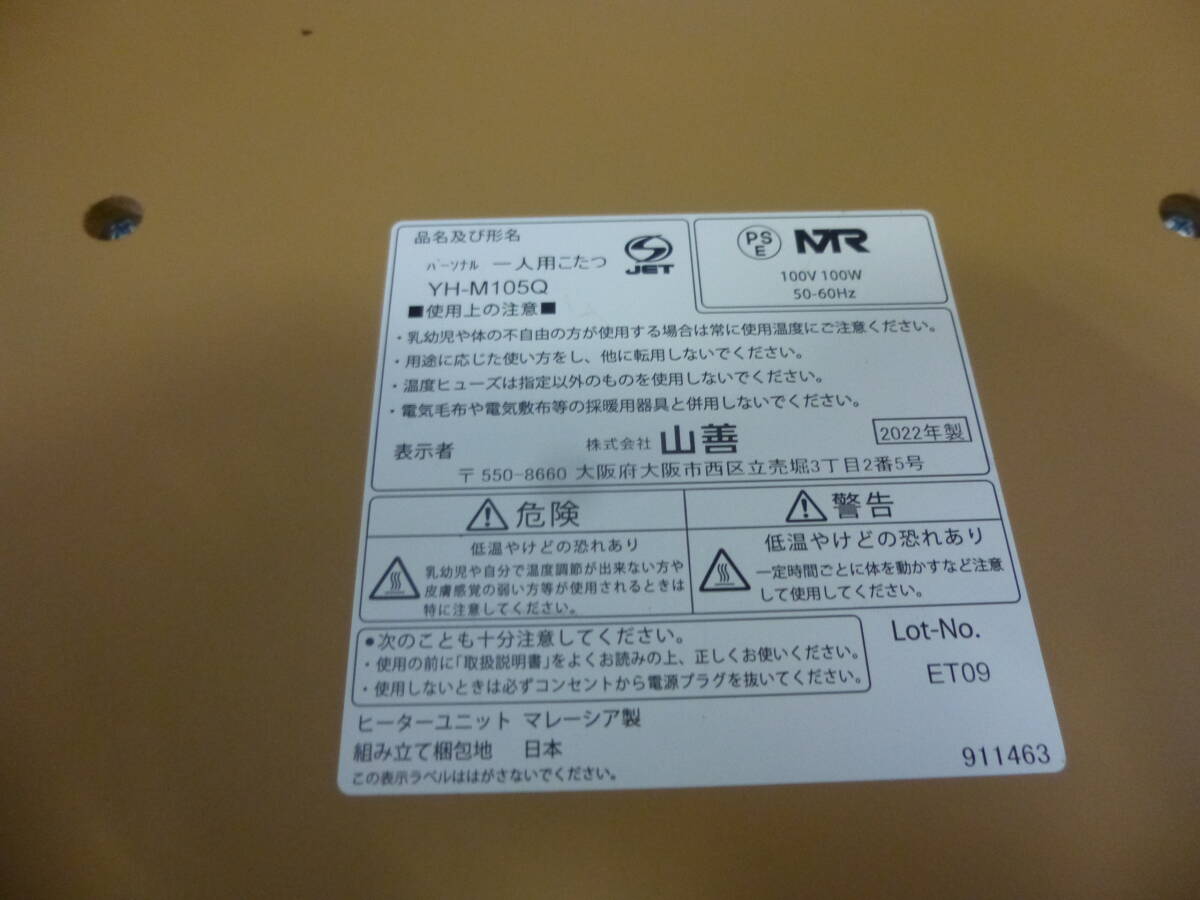 品名及び形名
パーソナル 一人用こたつ
YH-M105Q
JET
PSE MTR
100V 100W
50-60Hz
■使用上の注意■
・乳幼児や体の不自由の方が使用する場合は常に使用温度にご注意ください。
・用途に応じた使い方をし、他に転用しないでください。
・温度ヒューズは指定以外のものを使用しないでください。
・電気毛布や電気敷布等の採暖用器具と併用しないでください。
表示者 株式会社 山善 2022年製
〒550-8660 大阪府大阪市西区立売堀3丁目2番5号
危険
低温やけどの恐れあり
乳幼児や自分で温度調節が出来ない方や
皮膚感覚の弱い方等が使用されるときは
特に注意してください。
警告
低温やけどの恐れあり
一定時間ごとに体を動かすなど注意
して使用してください。
●次のことも十分注意してください。
・使用の前に「取扱説明書」をよくお読みの上、正しくお使いください。
・使用しないときは必ずコンセントから電源プラグを抜いてください。
Lot-No.
ET09
ヒーターユニット マレーシア製
組み立て梱包地 日本
この表示ラベルははがさないでください。
911463